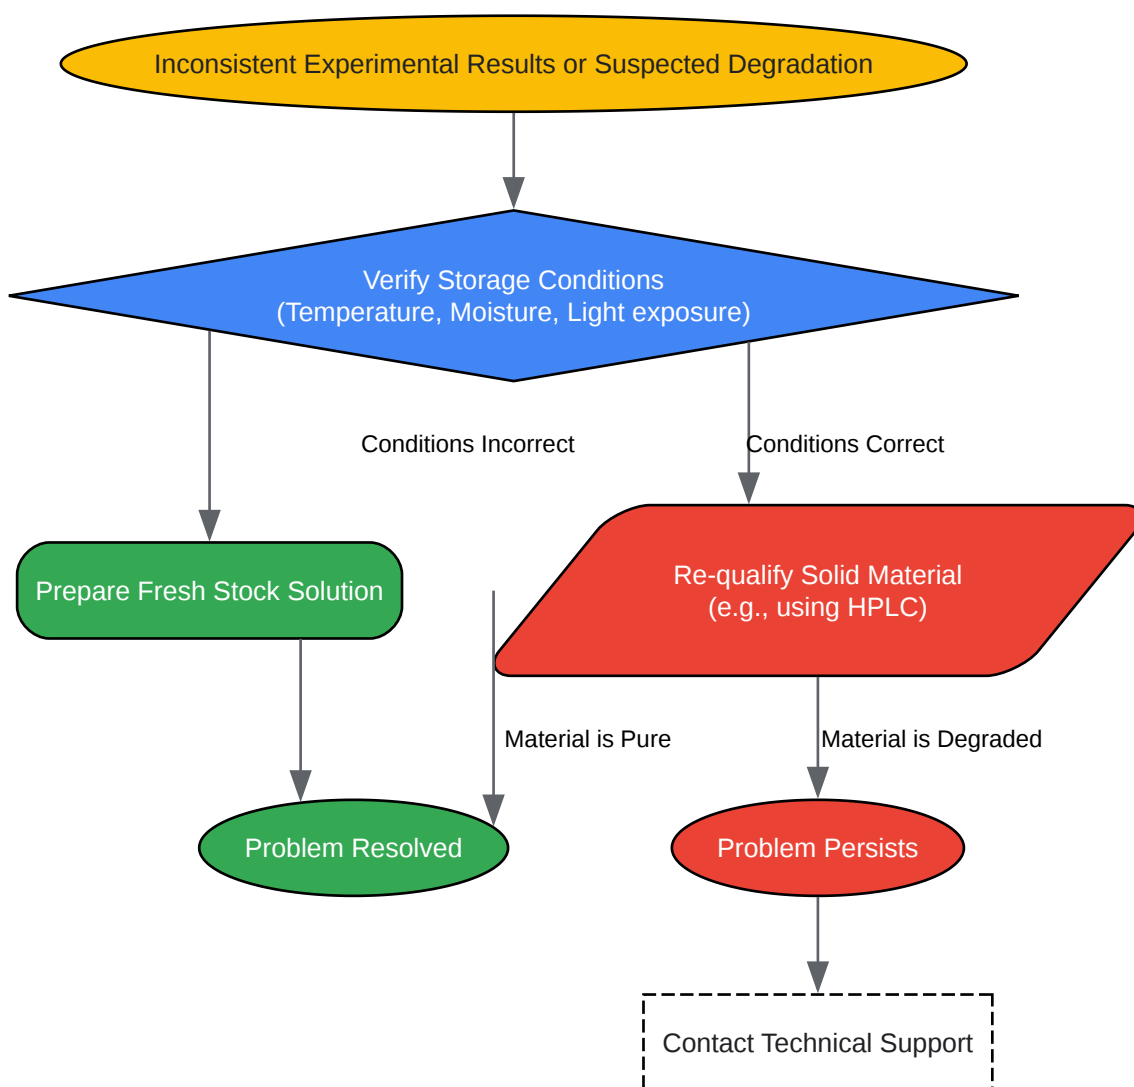 Inconsistent Experimental Results or Suspected Degradation
Verify Storage Conditions
(Temperature, Moisture, Light exposure)
Conditions Incorrect
Conditions Correct
Prepare Fresh Stock Solution
Re-qualify Solid Material
(e.g., using HPLC)
Material is Pure
Material is Degraded
Problem Resolved
Problem Persists
Contact Technical Support